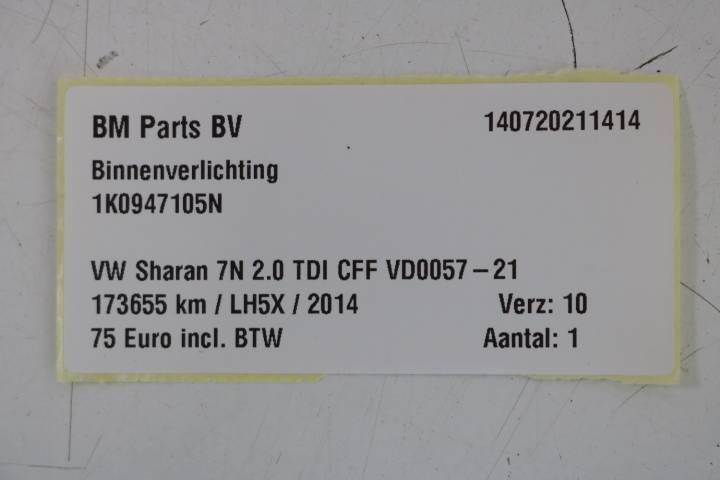 BM Parts BV 140720211414
Binnenverlichting
1K0947105N
VW Sharan 7N 2.0 TDI CFF VD0057-21
173655 km / LH5X / 2014 Verz: 10
75 Euro incl. BTW Aantal: 1